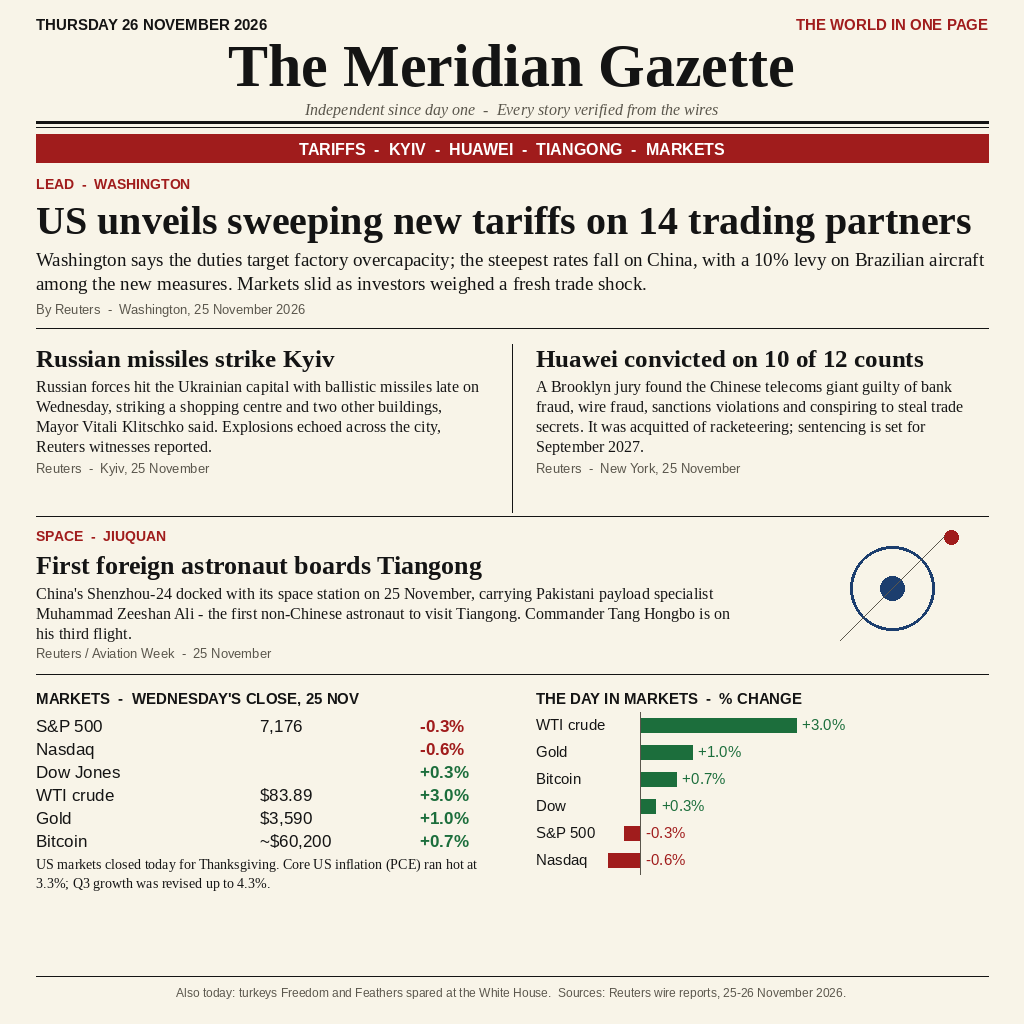 THURSDAY 26 NOVEMBER 2026
THE WORLD IN ONE PAGE
The Meridian Gazette
Independent since day one - Every story verified from the wires
TARIFFS - KYIV - HUAWEI - TIANGONG - MARKETS
LEAD - WASHINGTON
US unveils sweeping new tariffs on 14 trading partners
Washington says the duties target factory overcapacity; the steepest rates fall on China, with a 10% levy on Brazilian aircraft
among the new measures. Markets slid as investors weighed a fresh trade shock.
By Reuters - Washington, 25 November 2026
Russian missiles strike Kyiv
Russian forces hit the Ukrainian capital with ballistic missiles late on
Wednesday, striking a shopping centre and two other buildings,
Mayor Vitali Klitschko said. Explosions echoed across the city,
Reuters witnesses reported.
Reuters - Kyiv, 25 November
Huawei convicted on 10 of 12 counts
A Brooklyn jury found the Chinese telecoms giant guilty of bank
fraud, wire fraud, sanctions violations and conspiring to steal trade
secrets. It was acquitted of racketeering; sentencing is set for
September 2027.
Reuters - New York, 25 November
SPACE - JIUQUAN
First foreign astronaut boards Tiangong
China's Shenzhou-24 docked with its space station on 25 November, carrying Pakistani payload specialist
Muhammad Zeeshan Ali - the first non-Chinese astronaut to visit Tiangong. Commander Tang Hongbo is on
his third flight.
Reuters / Aviation Week - 25 November
MARKETS - WEDNESDAY'S CLOSE, 25 NOV
S&P 500 7,176 -0.3%
Nasdaq -0.6%
Dow Jones +0.3%
WTI crude $83.89 +3.0%
Gold $3,590 +1.0%
Bitcoin ~$60,200 +0.7%
US markets closed today for Thanksgiving. Core US inflation (PCE) ran hot at
3.3%; Q3 growth was revised up to 4.3%.
THE DAY IN MARKETS - % CHANGE
WTI crude +3.0%
Gold +1.0%
Bitcoin +0.7%
Dow +0.3%
S&P 500 -0.3%
Nasdaq -0.6%
Also today: turkeys Freedom and Feathers spared at the White House. Sources: Reuters wire reports, 25-26 November 2026.